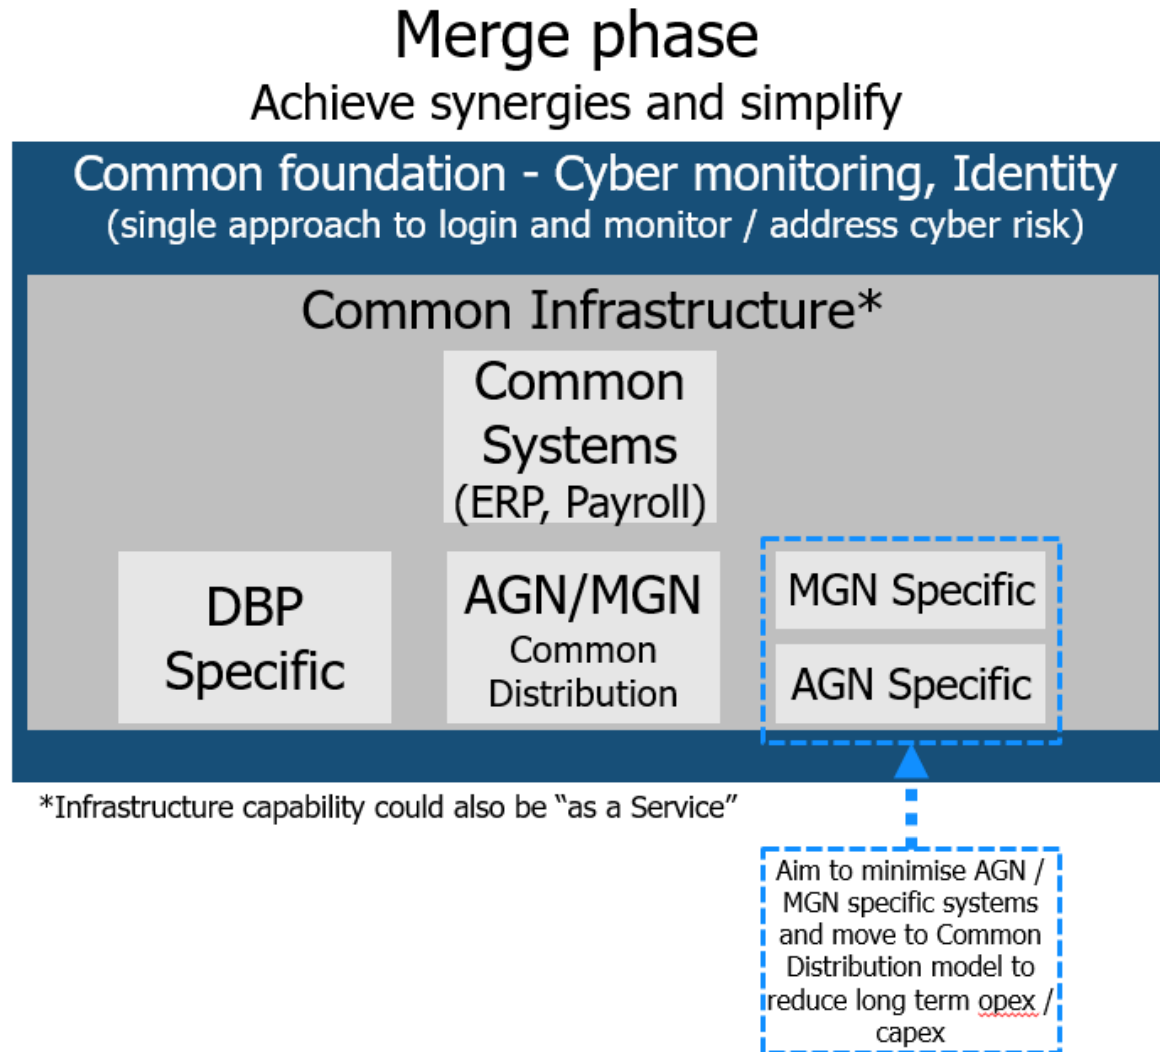 Merge phase
Achieve synergies and simplify
Common foundation - Cyber monitoring, Identity
(single approach to login and monitor / address cyber risk)
Common Infrastructure*
Common
Systems
(ERP, Payroll)
DBP
Specific
AGN/MGN
Common
Distribution
MGN Specific
AGN Specific
*Infrastructure capability could also be “as a Service”
Aim to minimise AGN /
MGN specific systems
and move to Common
Distribution model to
reduce long term opex /
capex